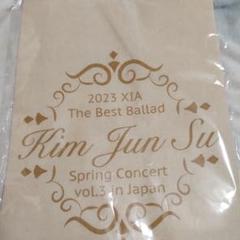 2023 XIA
The Best Ballad
Kim Jun Su
Spring Concert
vol.3 in Japan